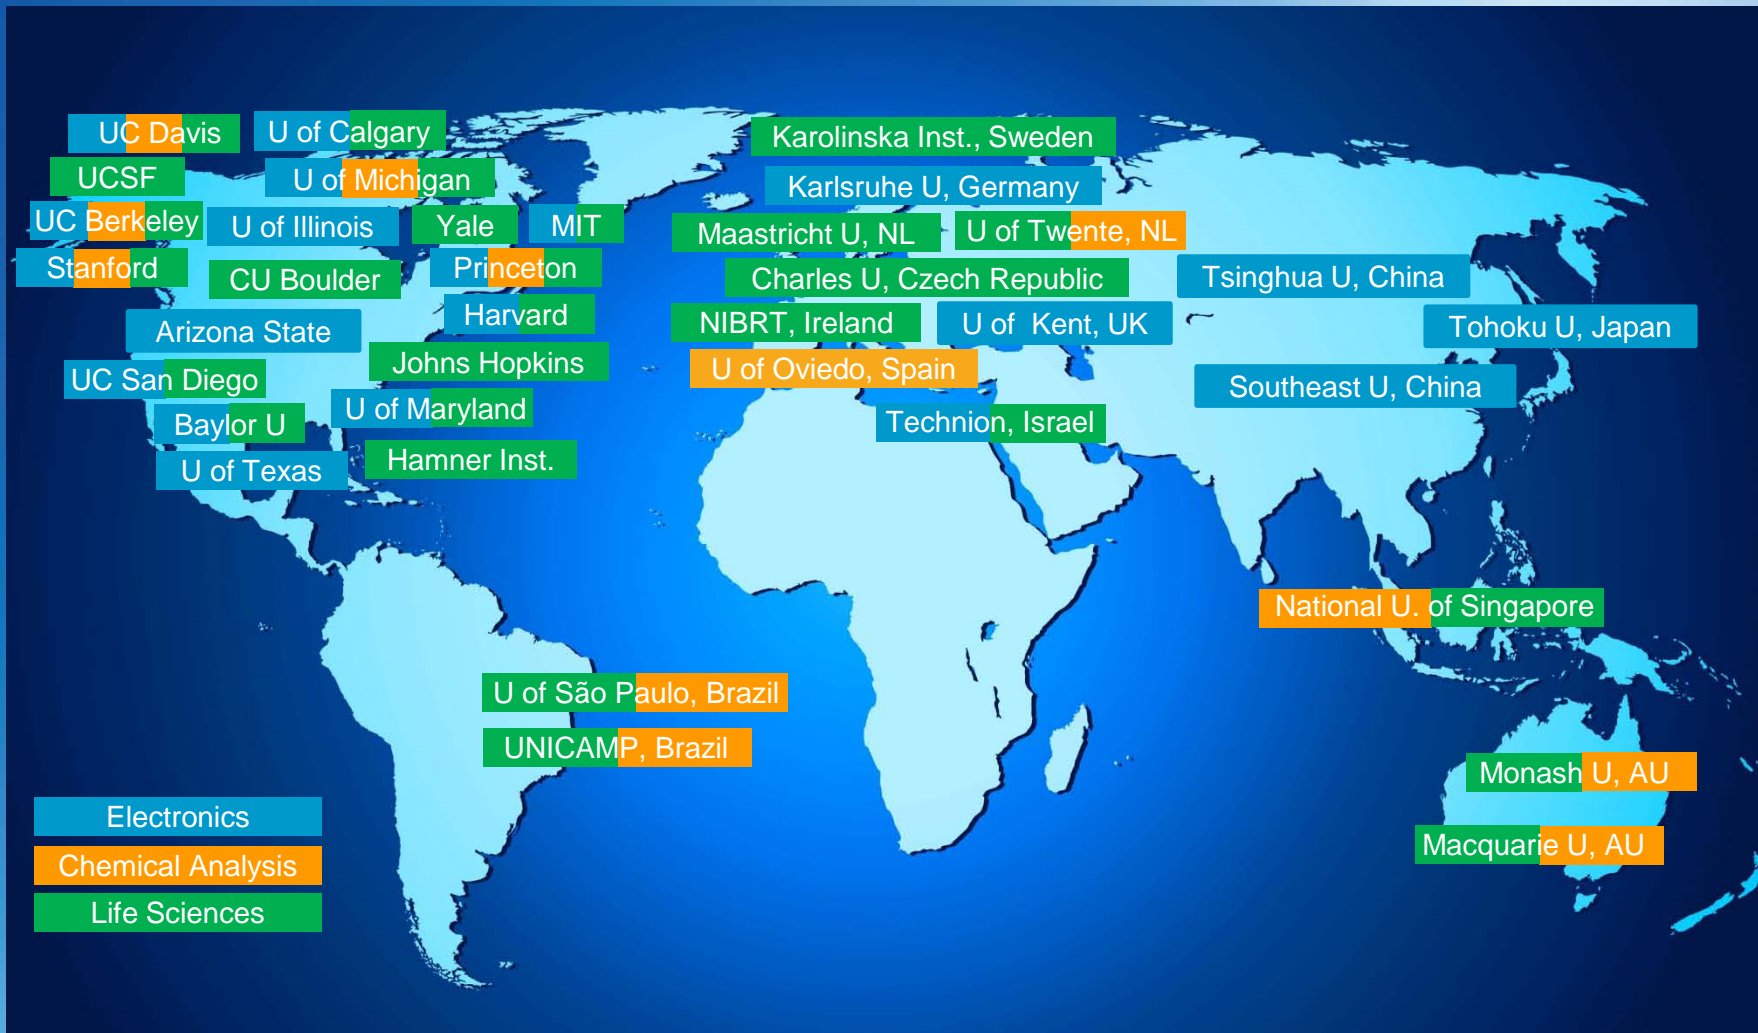 UC Davis
U of Calgary
UCSF
U of Michigan
UC Berkeley
U of Illinois
Yale
MIT
Stanford
CU Boulder
Princeton
Harvard
Arizona State
Johns Hopkins
UC San Diego
U of Maryland
Baylor U
Hamner Inst.
U of Texas
Karolinska Inst., Sweden
Karlsruhe U, Germany
Maastricht U, NL
U of Twente, NL
Charles U, Czech Republic
NIBRT, Ireland
U of  Kent, UK
U of Oviedo, Spain
Technion, Israel
Tsinghua U, China
Tohoku U, Japan
Southeast U, China
National U. of Singapore
U of São Paulo, Brazil
UNICAMP, Brazil
Monash U, AU
Macquarie U, AU
Electronics
Chemical Analysis
Life Sciences